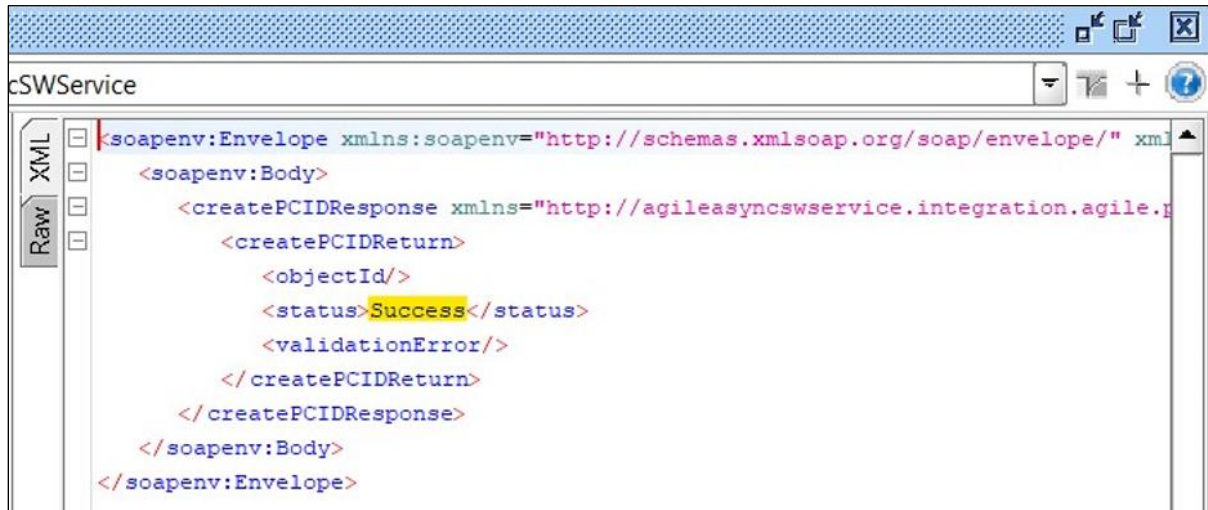 cSWService
XML
Raw
<soapenv:Envelope xmlns:soapenv="http://schemas.xmlsoap.org/soap/envelope/" xml
<soapenv:Body>
<createPCIDResponse xmlns="http://agileasyncswservice.integration.agile.p
<createPCIDReturn>
<objectId/>
<status>Success</status>
<validationError/>
</createPCIDReturn>
</createPCIDResponse>
</soapenv:Body>
</soapenv:Envelope>